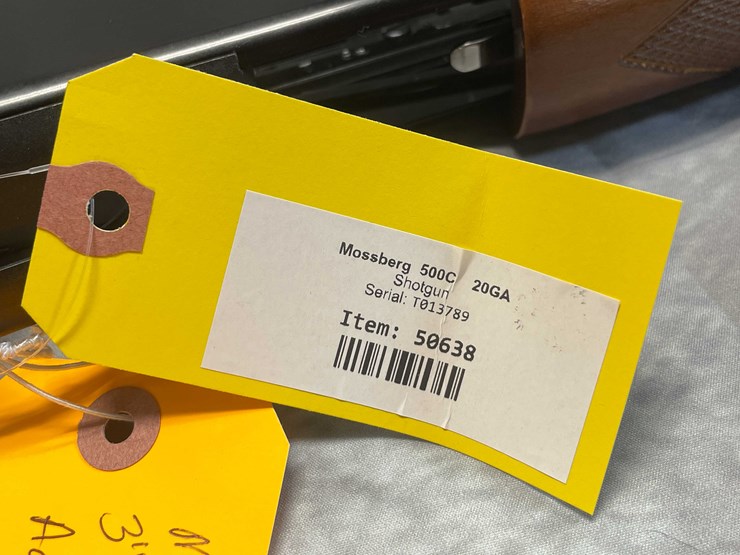 Mossberg 500C 20GA
Shotgun
Serial: T013789
Item: 50638